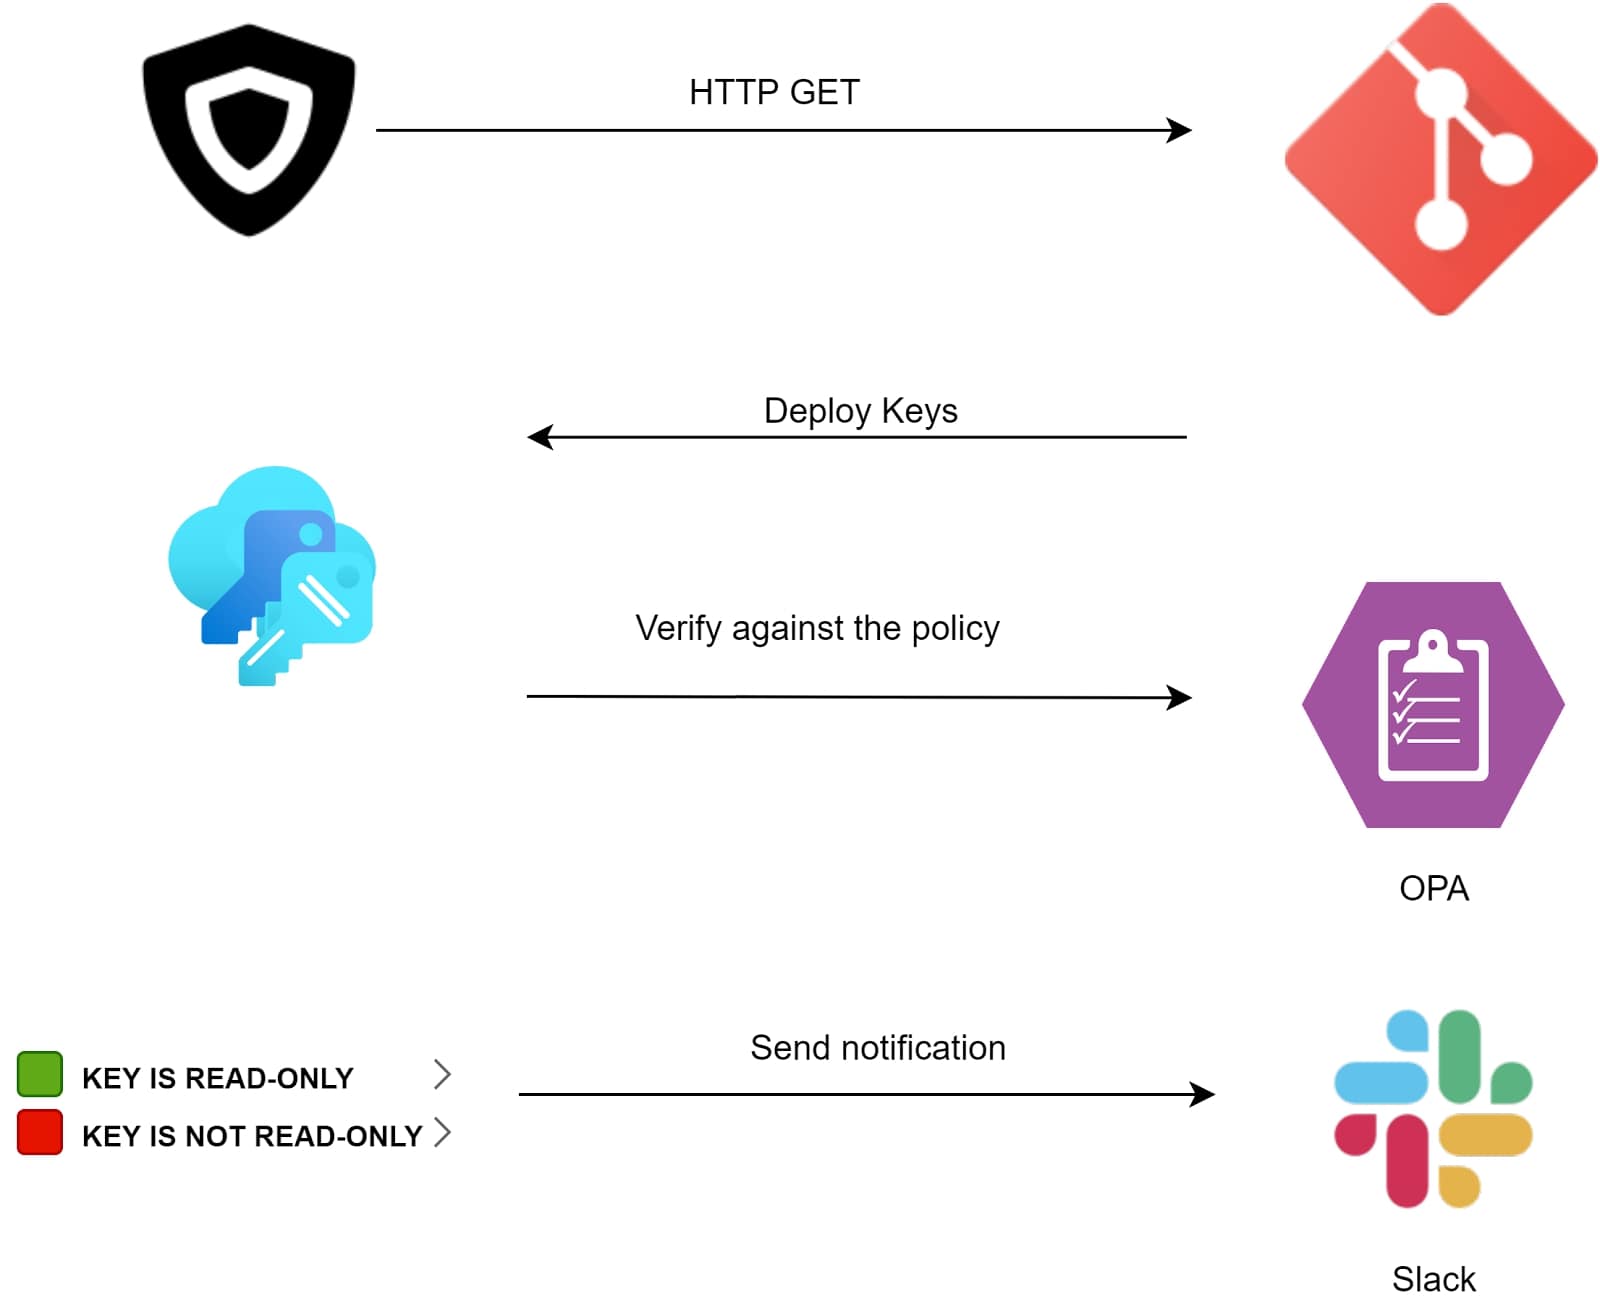 HTTP GET
Deploy Keys
Verify against the policy
OPA
Send notification
KEY IS READ-ONLY
KEY IS NOT READ-ONLY
Slack